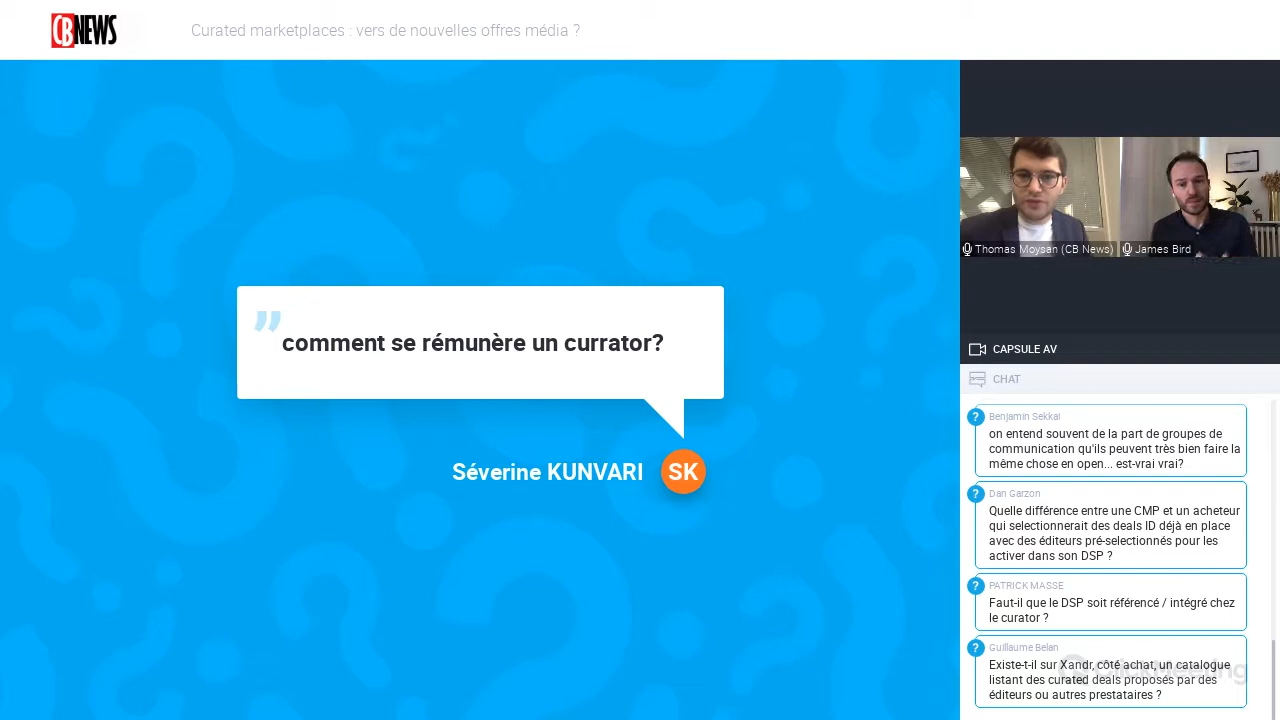 CBNEWS
Curated marketplaces : vers de nouvelles offres média ?
”
comment se rémunère un currator?
Séverine KUNVARI
SK
Thomas Moysan (CB News)
James Bird
CAPSULE AV
CHAT
?
Benjamin Sekkai
on entend souvent de la part de groupes de
communication qu'ils peuvent très bien faire la
même chose en open... est-vrai vrai?
?
Dan Garzon
Quelle différence entre une CMP et un acheteur
qui selectionnerait des deals ID déjà en place
avec des éditeurs pré-selectionnés pour les
activer dans son DSP ?
?
PATRICK MASSE
Faut-il que le DSP soit référencé / intégré chez
le curator ?
?
Guillaume Belan
Existe-t-il sur Xandr, côté achat, un catalogue
listant des curated deals proposés par des
éditeurs ou autres prestataires ?
ClickMeeting